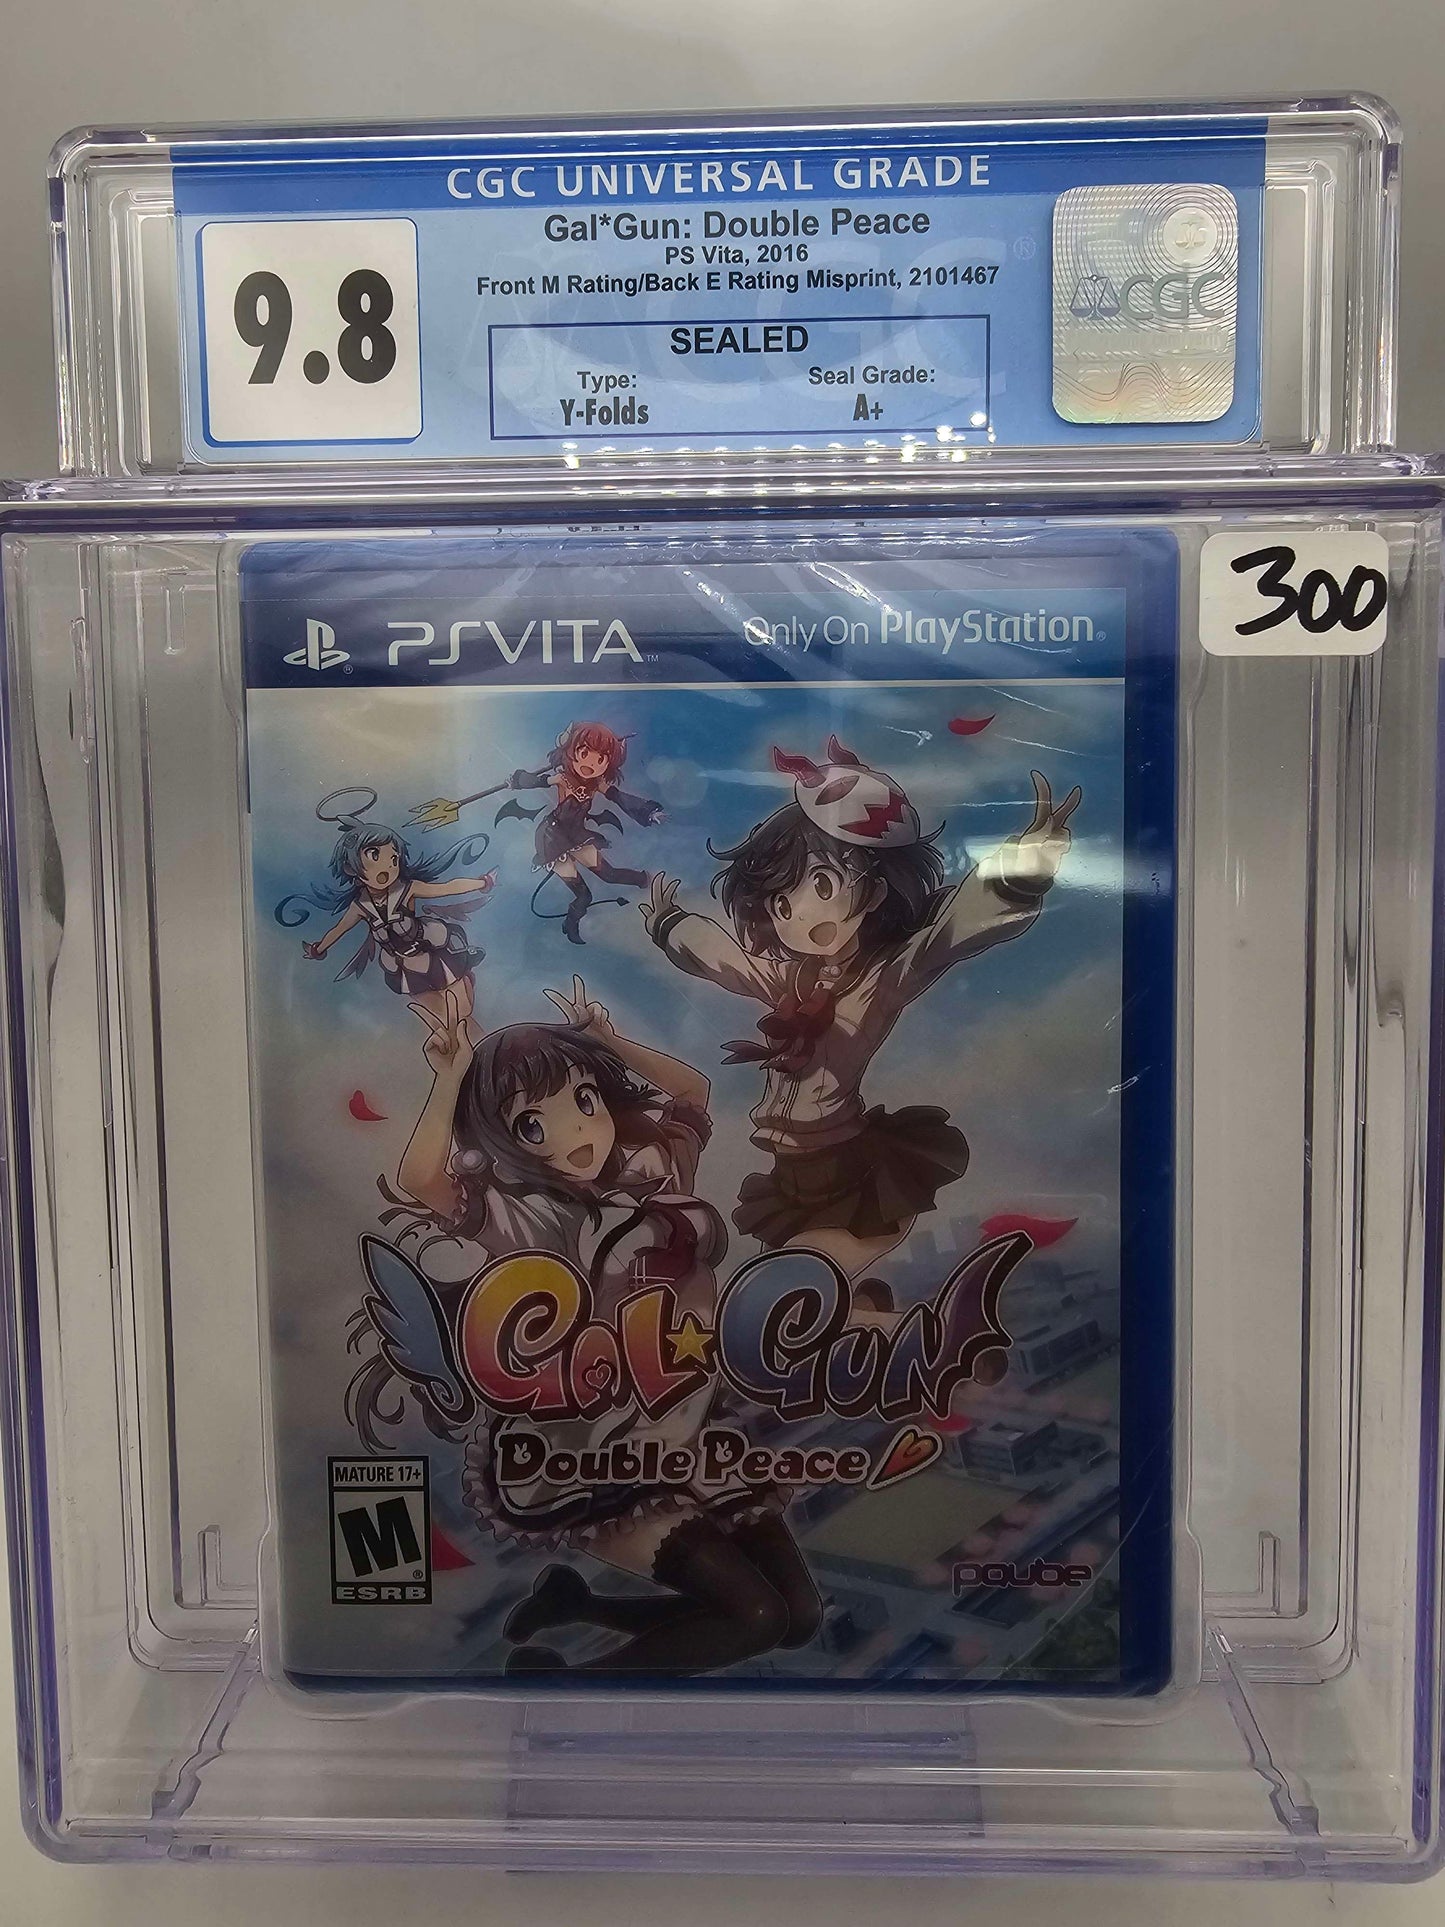 CGC UNIVERSAL GRADE
9.8
Gal*Gun: Double Peace
PS Vita, 2016
Front M Rating/Back E Rating Misprint, 2101467
CGC
SEALED
Type:
Y-Folds
Seal Grade:
A+
300
PSVITA™
Only On PlayStation®
GAL★GUN
Double Peace
MATURE 17+
M
ESRB
pqube